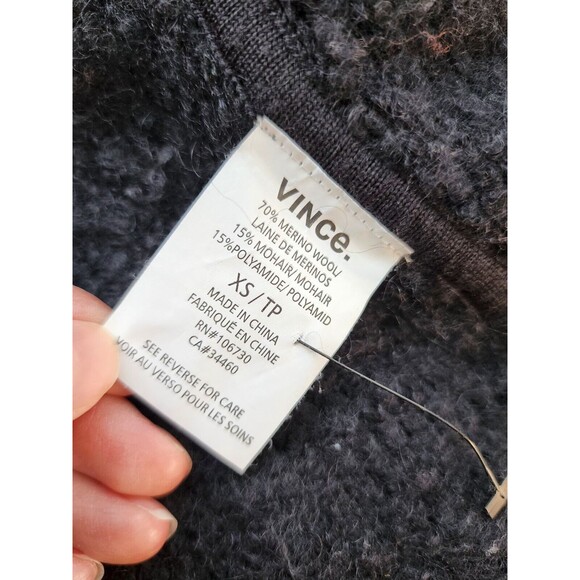 VINCe.
70% MERINO WOOL/
LAINE DE MERINOS
15% MOHAIR/ MOHAIR
15%POLYAMIDE/POLYAMID
XS / TP
MADE IN CHINA
FABRIQUÉ EN CHINE
RN#106730
CA#34460
SEE REVERSE FOR CARE
VOIR AU VERSO POUR LES SOINS